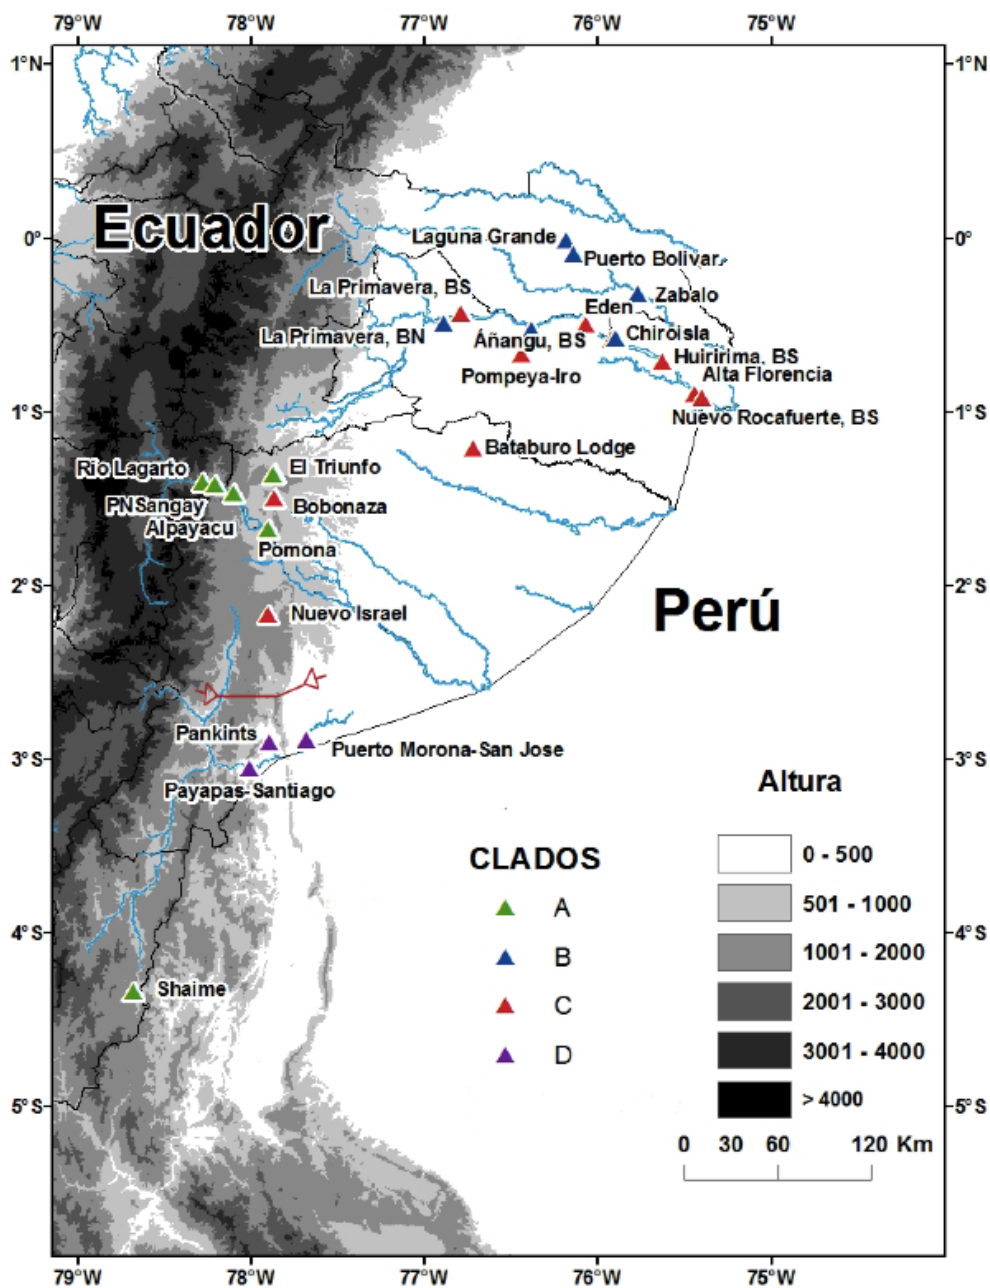 79°W 78°W 77°W 76°W 75°W
1°N 1°N
Ecuador
0° 0°
Laguna Grande
Puerto Bolivar
La Primavera, BS
Zabalo
Eden
La Primavera, BN
Áñangu, BS
Chiroisla
Huiririma, BS
Pompeya-Iro
Alta Florencia
1°S 1°S
Nuevo Rocafuerte, BS
Bataburo Lodge
Rio Lagarto
El Triunfo
PNSangay
Bobonaza
Alpayacu
Pomona
2°S 2°S
Nuevo Israel
Perú
Pankints
Puerto Morona-San Jose
3°S 3°S
Payapas-Santiago
Altura
0 - 500
501 - 1000
1001 - 2000
2001 - 3000
3001 - 4000
> 4000
CLADOS
A
B
C
D
4°S 4°S
Shaime
5°S 5°S
0 30 60 120 Km
79°W 78°W 77°W 76°W 75°W